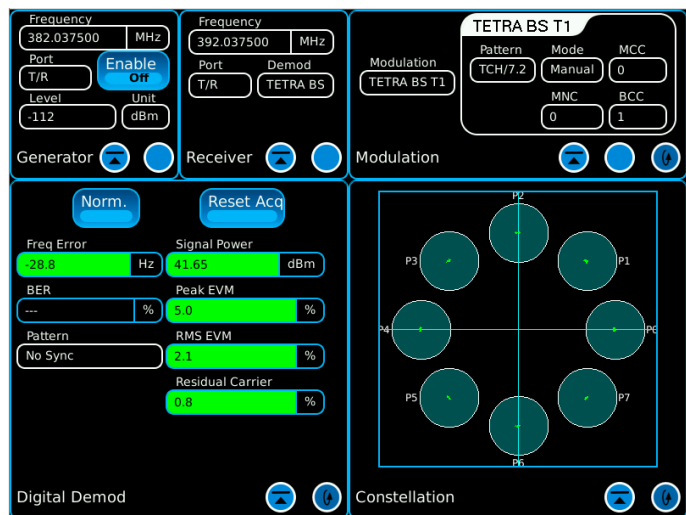 Frequency
382.037500 MHz
Port
T/R
Enable
Off
Level Unit
-112 dBm
Generator
Frequency
392.037500 MHz
Port Demod
T/R TETRA BS
Receiver
Modulation
TETRA BS T1
TETRA BS T1
Pattern Mode MCC
TCH/7.2 Manual 0
MNC BCC
0 1
Modulation
Norm. Reset Acq
Freq Error
-28.8 Hz
BER
--- %
Pattern
No Sync
Signal Power
41.65 dBm
Peak EVM
5.0 %
RMS EVM
2.1 %
Residual Carrier
0.8 %
Digital Demod
P2
P3 P1
P4 P0
P5 P7
P6
Constellation